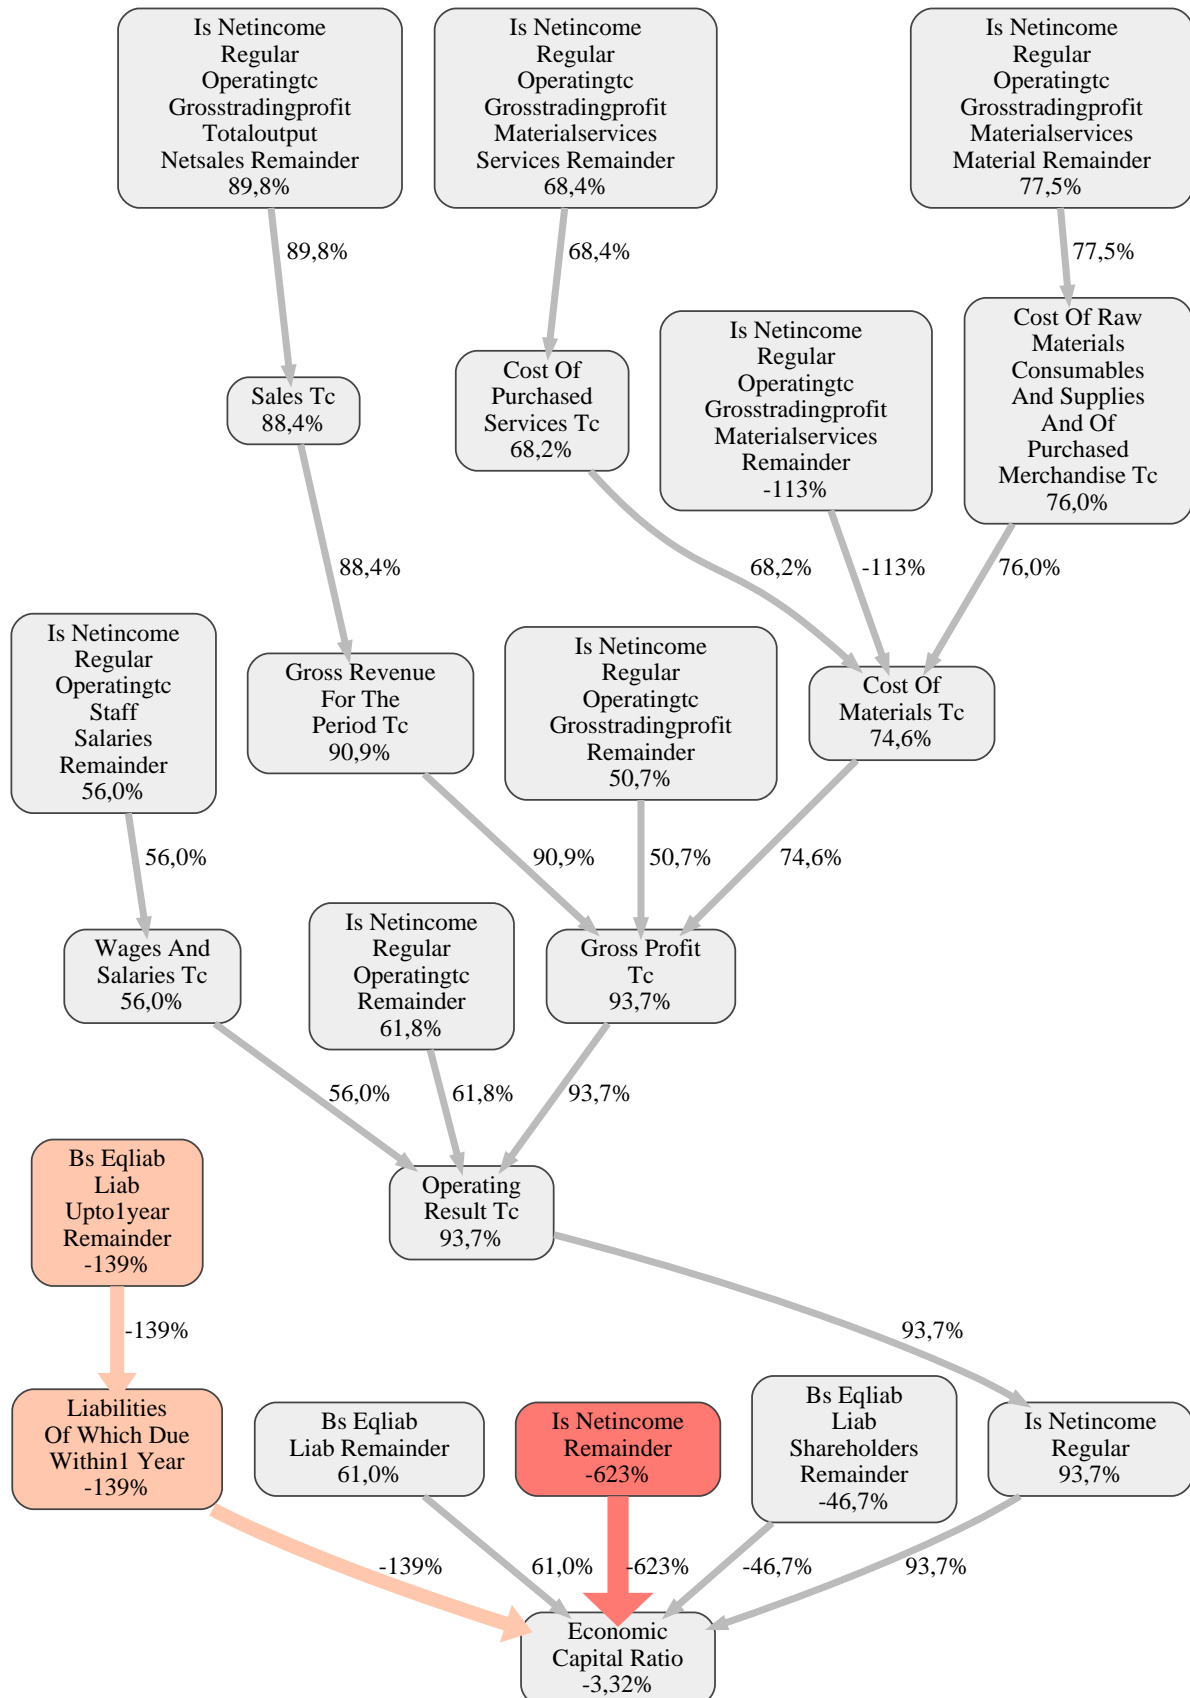 Is Netincome
Regular
Operatingtc
Grosstradingprofit
Totaloutput
Netsales Remainder
89,8%
Is Netincome
Regular
Operatingtc
Grosstradingprofit
Materialservices
Services Remainder
68,4%
Is Netincome
Regular
Operatingtc
Grosstradingprofit
Materialservices
Material Remainder
77,5%
89,8%
68,4%
77,5%
Sales Tc
88,4%
Cost Of
Purchased
Services Tc
68,2%
Is Netincome
Regular
Operatingtc
Grosstradingprofit
Materialservices
Remainder
-113%
Cost Of Raw
Materials
Consumables
And Supplies
And Of
Purchased
Merchandise Tc
76,0%
88,4%
68,2%
-113%
76,0%
Is Netincome
Regular
Operatingtc
Staff
Salaries
Remainder
56,0%
Gross Revenue
For The
Period Tc
90,9%
Is Netincome
Regular
Operatingtc
Grosstradingprofit
Remainder
50,7%
Cost Of
Materials Tc
74,6%
56,0%
90,9%
50,7%
74,6%
Wages And
Salaries Tc
56,0%
Is Netincome
Regular
Operatingtc
Remainder
61,8%
Gross Profit
Tc
93,7%
56,0%
61,8%
93,7%
Bs Eqliab
Liab
Upto1year
Remainder
-139%
Operating
Result Tc
93,7%
-139%
93,7%
Liabilities
Of Which Due
Within1 Year
-139%
Bs Eqliab
Liab Remainder
61,0%
Is Netincome
Remainder
-623%
Bs Eqliab
Liab
Shareholders
Remainder
-46,7%
Is Netincome
Regular
93,7%
-139%
61,0%
-623%
-46,7%
93,7%
Economic
Capital Ratio
-3,32%